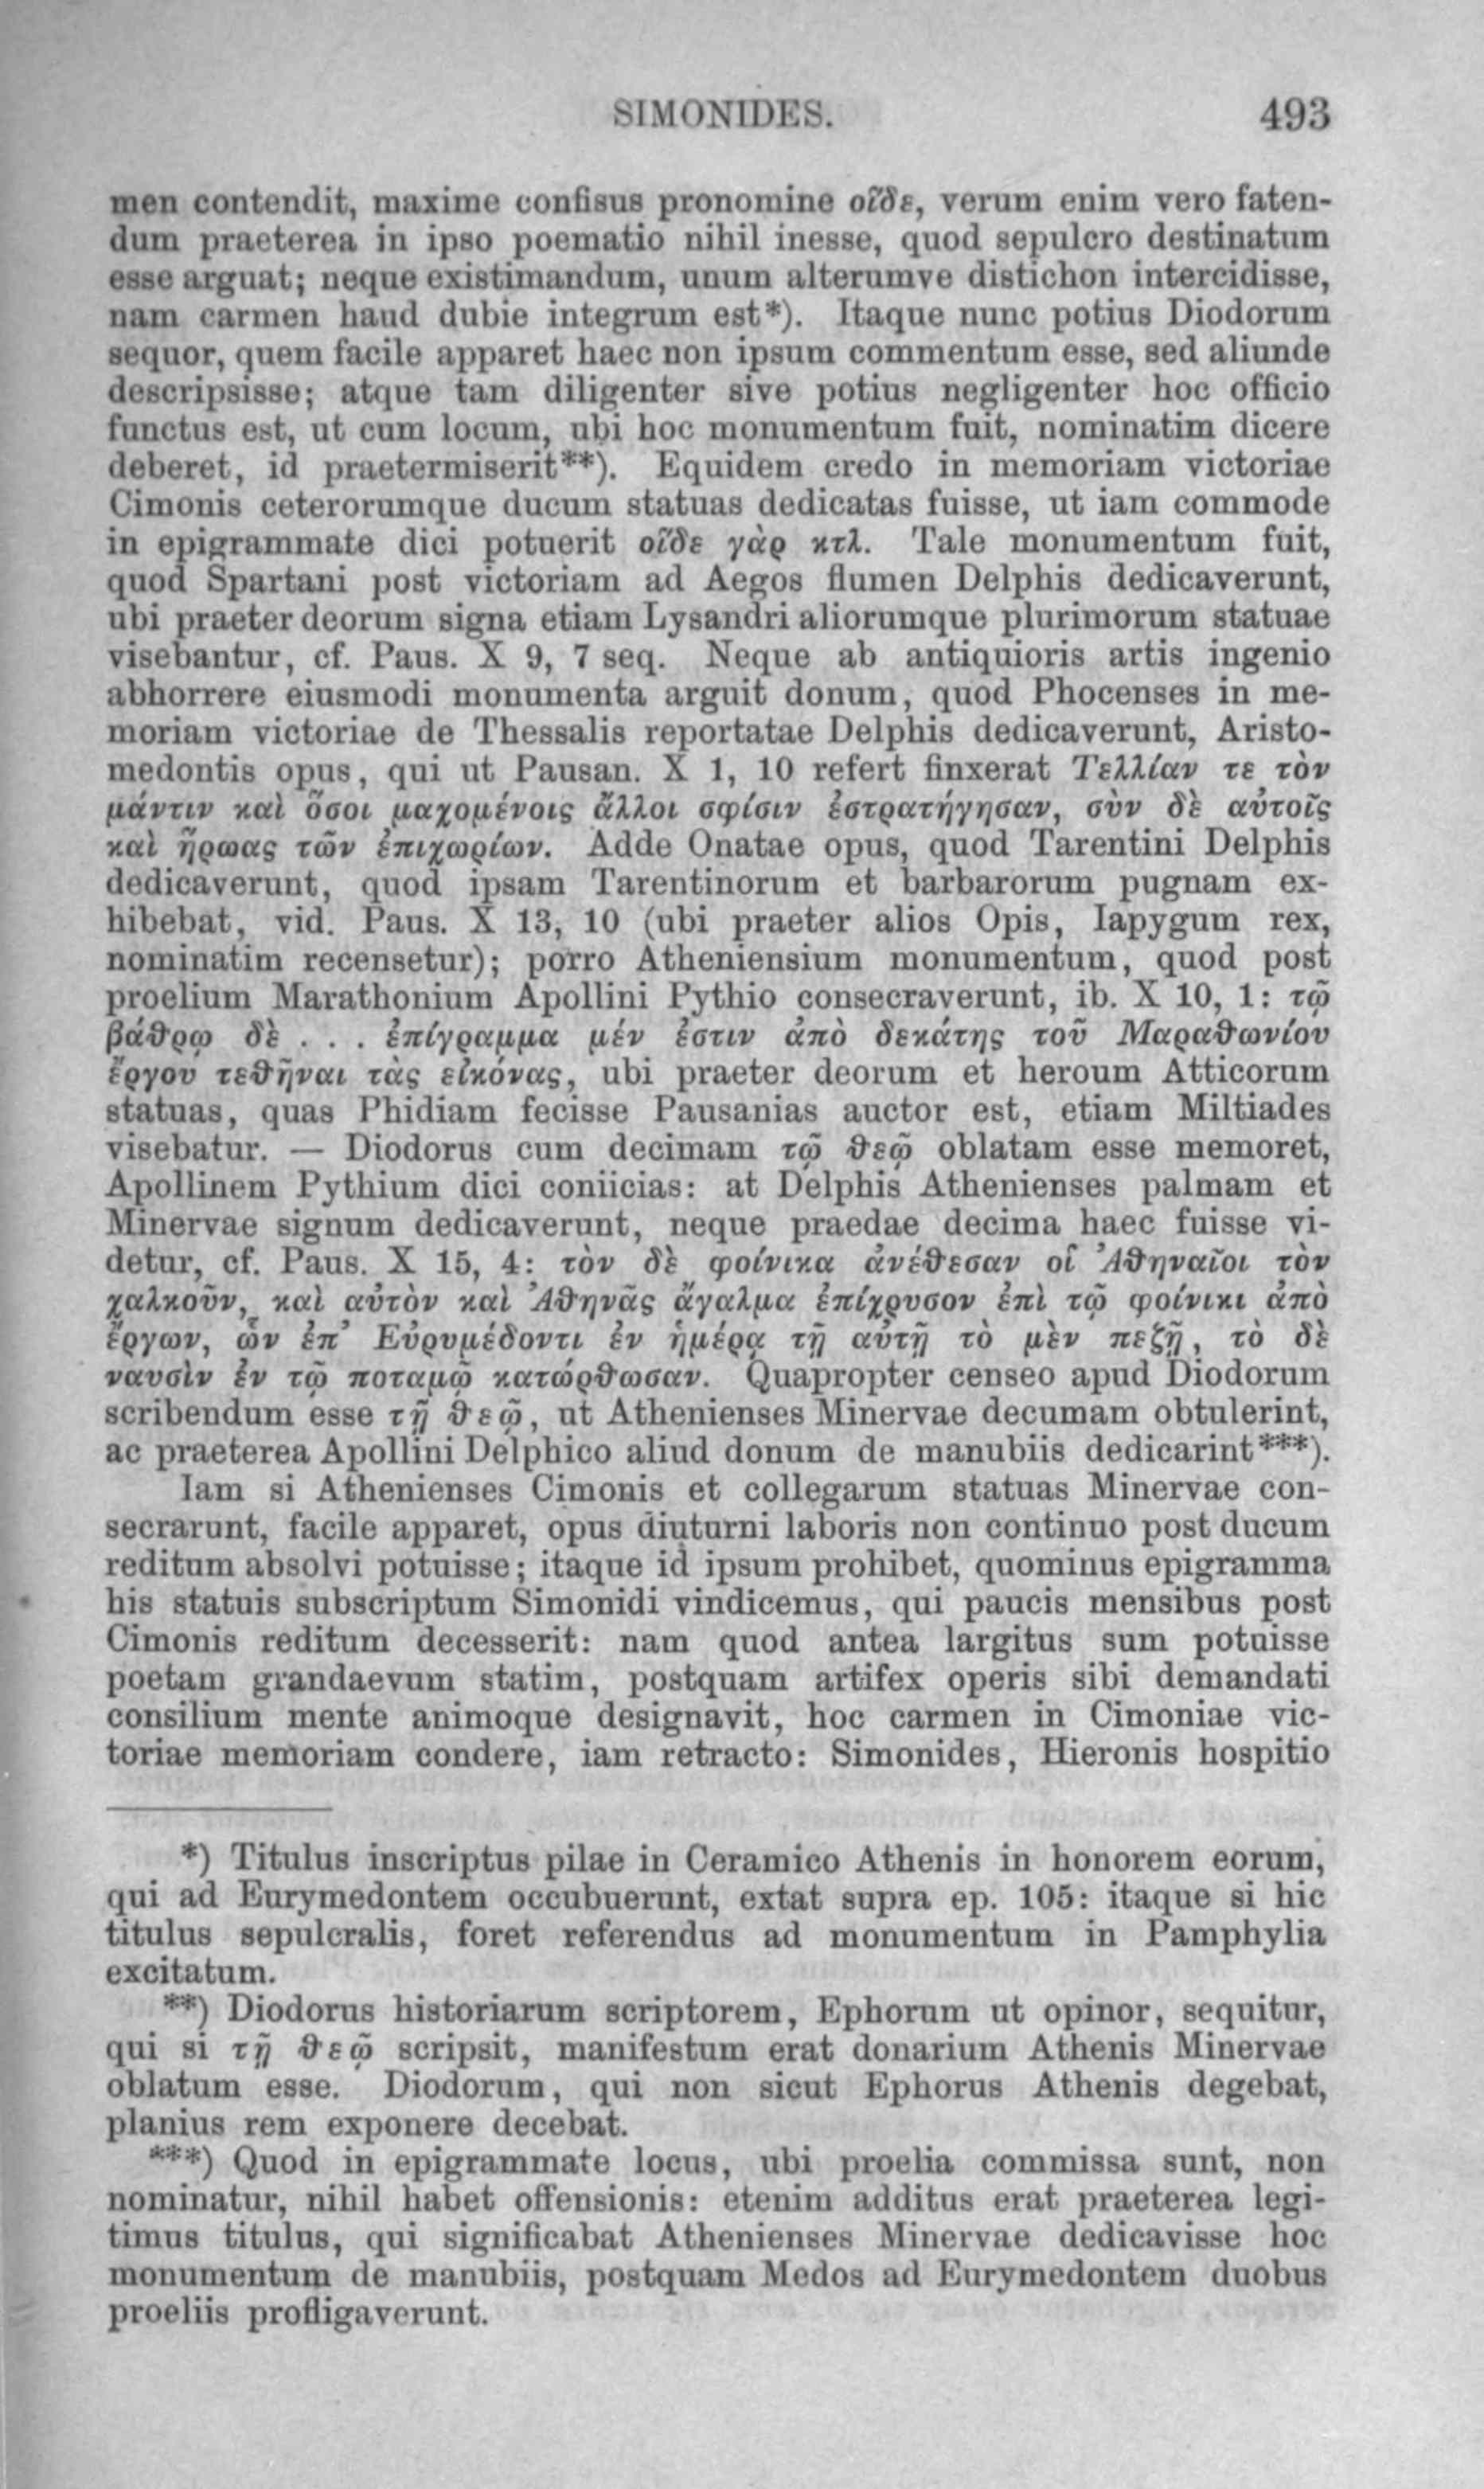 SIMONIDES. 493
men contendit, maxime confisus pronomine οἵδε, verum enim vero faten-
dum praeterea in ipso poematio nihil inesse, quod sepulcro destinatum
esse arguat; neque existimandum, unum alterumve distichon intercidisse,
nam carmen haud dubie integrum est*). Itaque nunc potius Diodorum
sequor, quem facile apparet haec non ipsum commentum esse, sed aliunde
descripsisse; atque tam diligenter sive potius negligenter hoc officio
functus est, ut cum locum, ubi hoc monumentum fuit, nominatim dicere
deberet, id praetermiserit**). Equidem credo in memoriam victoriae
Cimonis ceterorumque ducum statuas dedicatas fuisse, ut iam commode
in epigrammate dici potuerit οἵδε γὰρ κτλ. Tale monumentum fuit,
quod Spartani post victoriam ad Aegos flumen Delphis dedicaverunt,
ubi praeter deorum signa etiam Lysandri aliorumque plurimorum statuae
visebantur, cf. Paus. X 9, 7 seq. Neque ab antiquioris artis ingenio
abhorrere eiusmodi monumenta arguit donum, quod Phocenses in me-
moriam victoriae de Thessalis reportatae Delphis dedicaverunt, Aristo-
medontis opus, qui ut Pausan. X 1, 10 refert finxerat Τελλίαν τε τὸν
μάντιν καὶ ὅσοι μαχομένοις ἄλλοι σφίσιν ἐστρατήγησαν, σὺν δὲ αὐτοῖς
καὶ ἥρωας τῶν ἐπιχωρίων. Adde Onatae opus, quod Tarentini Delphis
dedicaverunt, quod ipsam Tarentinorum et barbarorum pugnam ex-
hibebat, vid. Paus. X 13, 10 (ubi praeter alios Opis, Iapygum rex,
nominatim recensetur); porro Atheniensium monumentum, quod post
proelium Marathonium Apollini Pythio consecraverunt, ib. X 10, 1: τῷ
βάθρῳ δὲ . . . ἐπίγραμμα μέν ἐστιν ἀπὸ δεκάτης τοῦ Μαραθωνίου
ἔργου τεθῆναι τὰς εἰκόνας, ubi praeter deorum et heroum Atticorum
statuas, quas Phidiam fecisse Pausanias auctor est, etiam Miltiades
visebatur. — Diodorus cum decimam τῷ θεῷ oblatam esse memoret,
Apollinem Pythium dici coniicias: at Delphis Athenienses palmam et
Minervae signum dedicaverunt, neque praedae decima haec fuisse vi-
detur, cf. Paus. X 15, 4: τὸν δὲ φοίνικα ἀνέθεσαν οἱ Ἀθηναῖοι τὸν
χαλκοῦν, καὶ αὐτὸν καὶ Ἀθηνᾶς ἄγαλμα ἐπίχρυσον ἐπὶ τῷ φοίνικι ἀπὸ
ἔργων, ὧν ἐπ’ Εὐρυμέδοντι ἐν ἡμέρᾳ τῇ αὐτῇ τὸ μὲν πεζῇ, τὸ δὲ
ναυσὶν ἐν τῷ ποταμῷ κατώρθωσαν. Quapropter censeo apud Diodorum
scribendum esse τῇ θεῷ, ut Athenienses Minervae decumam obtulerint,
ac praeterea Apollini Delphico aliud donum de manubiis dedicarint***).
Iam si Athenienses Cimonis et collegarum statuas Minervae con-
secrarunt, facile apparet, opus diuturni laboris non continuo post ducum
reditum absolvi potuisse; itaque id ipsum prohibet, quominus epigramma
his statuis subscriptum Simonidi vindicemus, qui paucis mensibus post
Cimonis reditum decesserit: nam quod antea largitus sum potuisse
poetam grandaevum statim, postquam artifex operis sibi demandati
consilium mente animoque designavit, hoc carmen in Cimoniae vic-
toriae memoriam condere, iam retracto: Simonides, Hieronis hospitio
*) Titulus inscriptus pilae in Ceramico Athenis in honorem eorum,
qui ad Eurymedontem occubuerunt, extat supra ep. 105: itaque si hic
titulus sepulcralis, foret referendus ad monumentum in Pamphylia
excitatum.
**) Diodorus historiarum scriptorem, Ephorum ut opinor, sequitur,
qui si τῇ θεῷ scripsit, manifestum erat donarium Athenis Minervae
oblatum esse. Diodorum, qui non sicut Ephorus Athenis degebat,
planius rem exponere decebat.
***) Quod in epigrammate locus, ubi proelia commissa sunt, non
nominatur, nihil habet offensionis: etenim additus erat praeterea legi-
timus titulus, qui significabat Athenienses Minervae dedicavisse hoc
monumentum de manubiis, postquam Medos ad Eurymedontem duobus
proeliis profligaverunt.